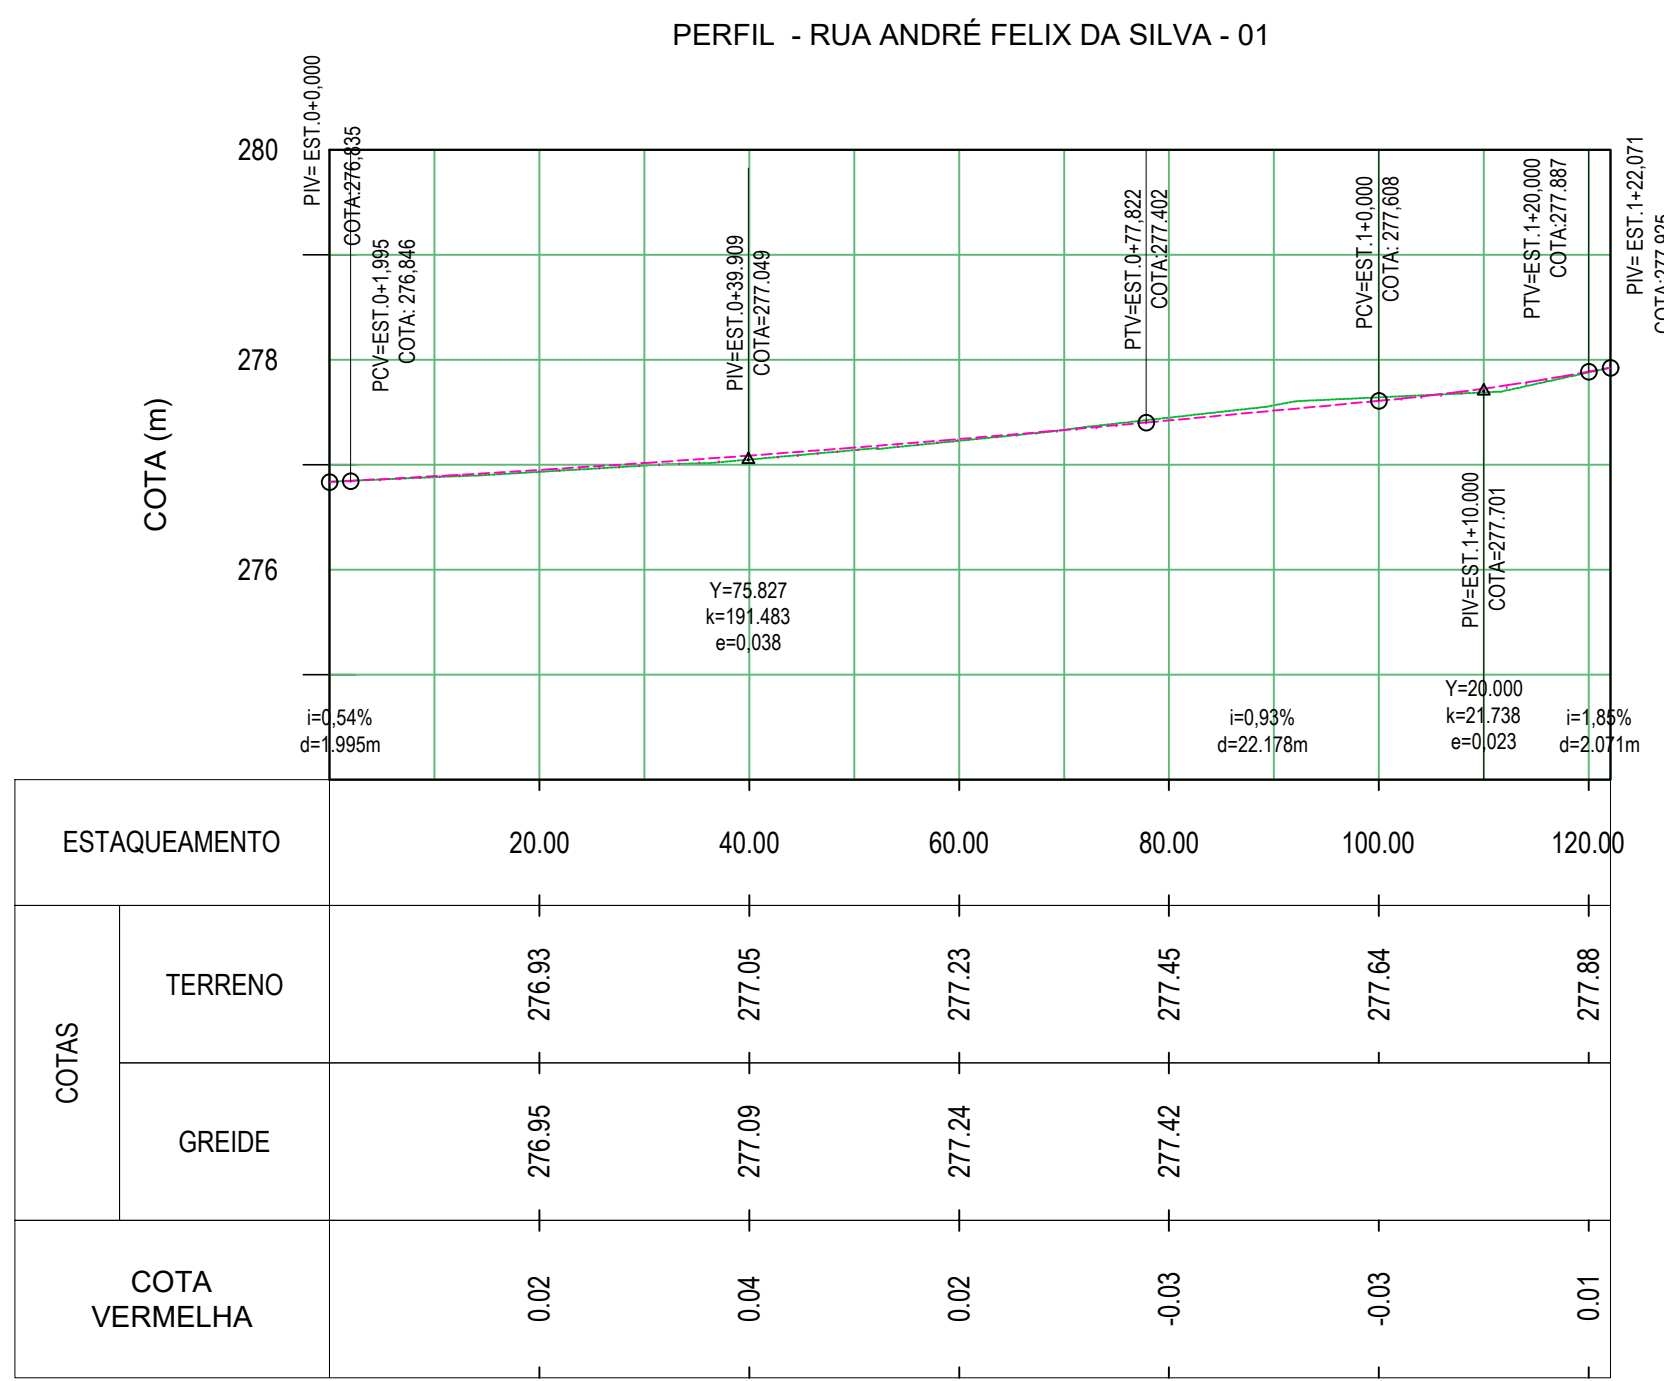 PERFIL - RUA ANDRÉ FELIX DA SILVA - 01
COTA (m)
280
278
276
PIV= EST.0+0,000
COTA:276,835
PCV=EST.0+1,995
COTA: 276,846
PIV=EST.0+39.909
COTA=277.049
PTV=EST.0+77,822
COTA:277.402
PCV=EST.1+0,000
COTA: 277,608
PTV=EST.1+20,000
COTA:277.887
PIV= EST.1+22,071
COTA:277,925
PIV=EST.1+10.000
COTA=277.701
Y=75.827
k=191.483
e=0,038
Y=20.000
k=21.738
e=0,023
i=0,54%
d=1.995m
i=0,93%
d=22.178m
i=1,85%
d=2.071m
ESTAQUEAMENTO
20.00 40.00 60.00 80.00 100.00 120.00
COTAS
TERRENO
276.93 277.05 277.23 277.45 277.64 277.88
GREIDE
276.95 277.09 277.24 277.42
COTA
VERMELHA
0.02 0.04 0.02 -0.03 -0.03 0.01